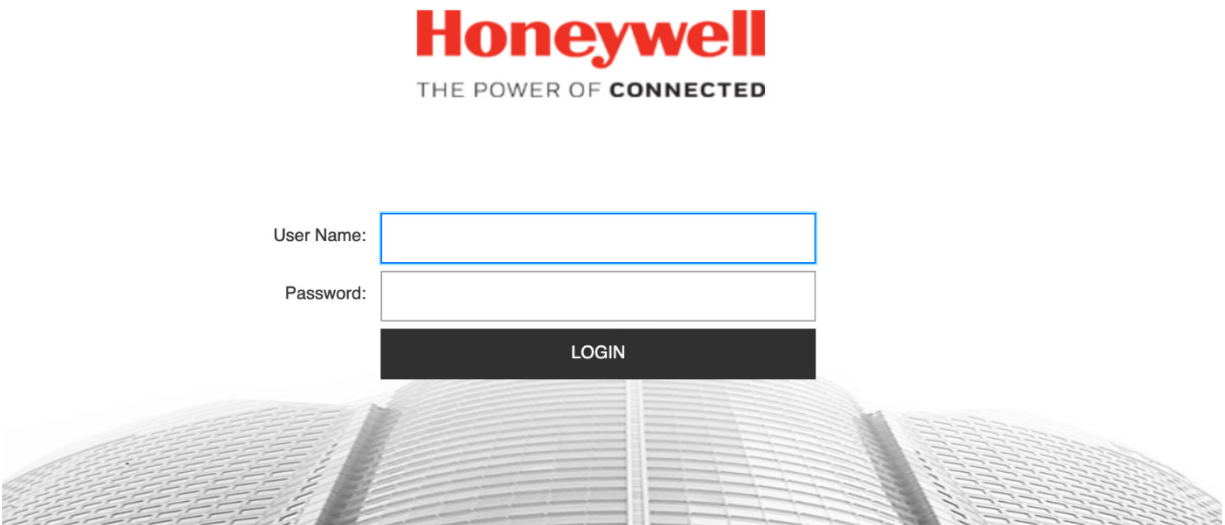 Honeywell
THE POWER OF CONNECTED
User Name:
Password:
LOGIN